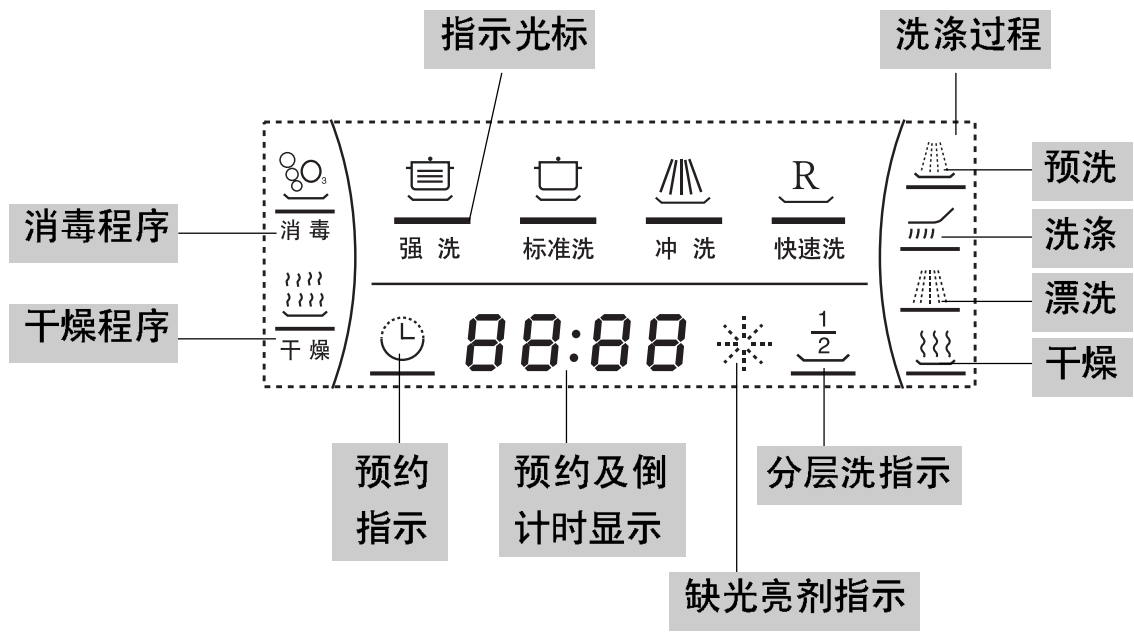 指示光标
洗涤过程
O₃
R
预洗
消毒程序
消 毒
强 洗
标准洗
冲 洗
快速洗
洗涤
漂洗
干燥程序
干 燥
88:88
1
2
干燥
预约
指示
预约及倒
计时显示
分层洗指示
缺光亮剂指示